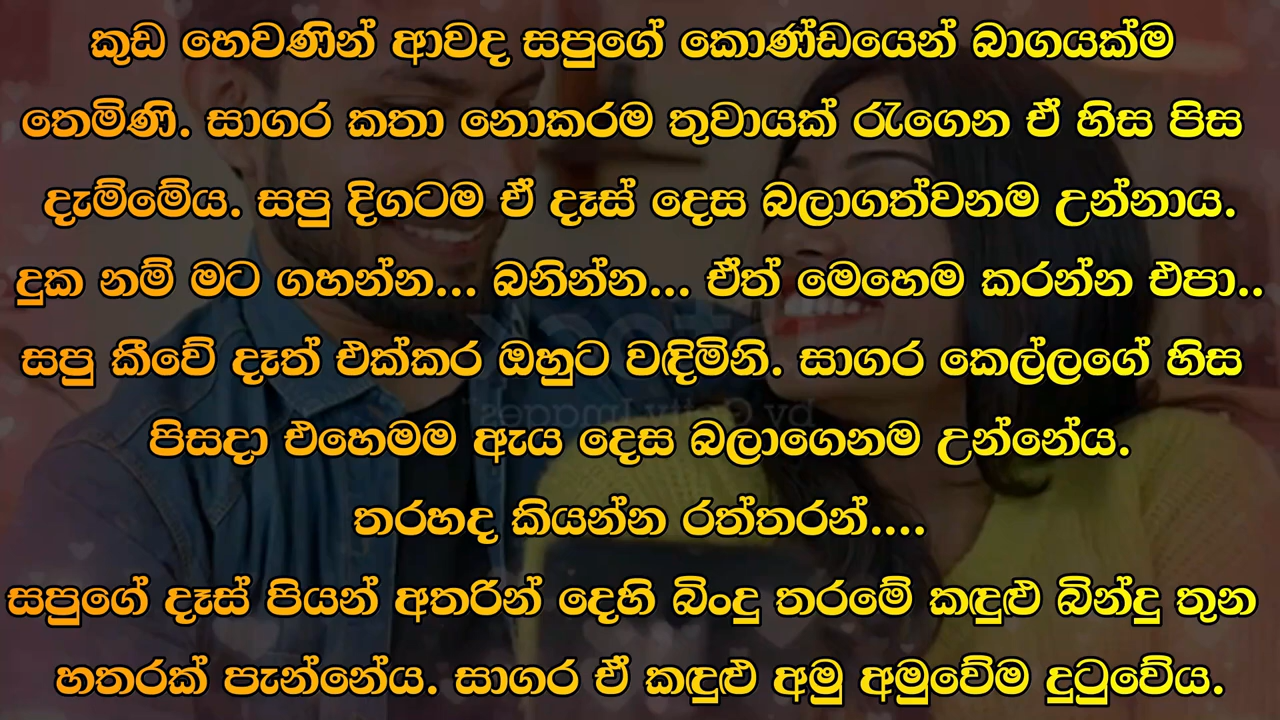 කුඩ හෙවණින් ආවද සපුගේ කොණ්ඩයෙන් බාගයක්ම
තෙමිණි. සාගර කතා නොකරම තුවායක් රැගෙන ඒ හිස පිස
දැම්මේය. සපු දිගටම ඒ දෑස් දෙස බලාගත්වනම උන්නාය.
දුක නම් මට ගහන්න... බනින්න... ඒත් මෙහෙම කරන්න එපා..
සපු කීවේ දෑත් එක්කර ඔහුට වඳිමිනි. සාගර කෙල්ලගේ හිස
පිසදා එහෙමම ඇය දෙස බලාගෙනම උන්නේය.
තරහද කියන්න රත්තරන්....
සපුගේ දෑස් පියන් අතරින් දෙහි බිංදු තරමේ කඳුළු බින්දු තුන
හතරක් පැන්නේය. සාගර ඒ කඳුළු අමු අමුවේම දුටුවේය.